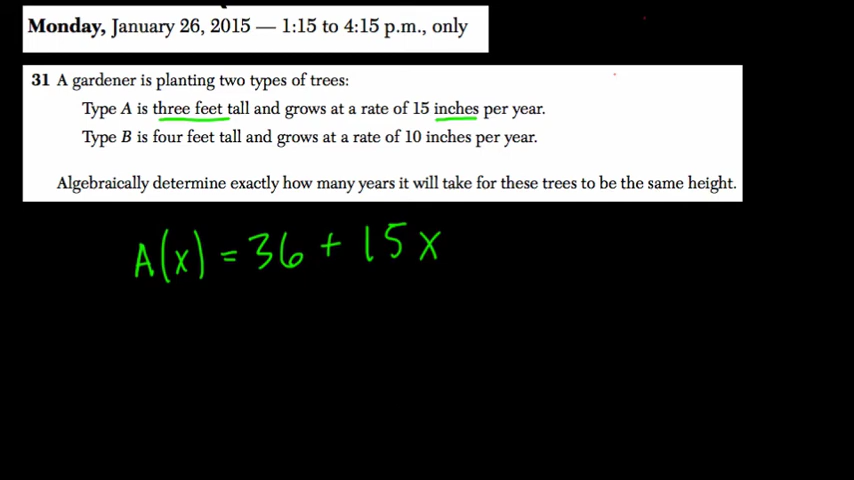 Monday, January 26, 2015 — 1:15 to 4:15 p.m., only
31 A gardener is planting two types of trees:
Type A is three feet tall and grows at a rate of 15 inches per year.
Type B is four feet tall and grows at a rate of 10 inches per year.
Algebraically determine exactly how many years it will take for these trees to be the same height.
A(x) = 36 + 15x